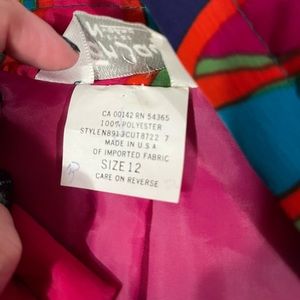 CA 00142 RN 54365
100% POLYESTER
STYLEN8913CUT8722 7
MADE IN U.S.A
OF IMPORTED FABRIC
SIZE 12
CARE ON REVERSE